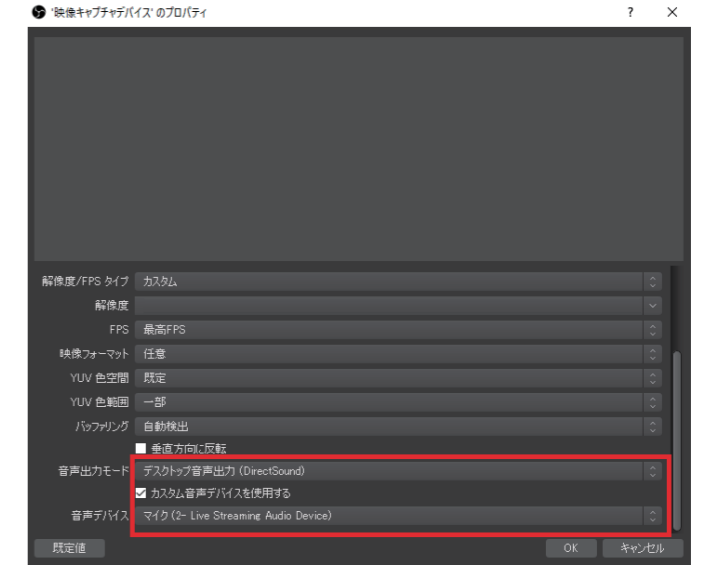 '映像キャプチャデバイス' のプロパティ ? ×
解像度/FPS タイプ カスタム
解像度
FPS 最高FPS
映像フォーマット 任意
YUV 色空間 既定
YUV 色範囲 一部
バッファリング 自動検出
垂直方向に反転
音声出力モード デスクトップ音声出力 (DirectSound)
カスタム音声デバイスを使用する
音声デバイス マイク (2- Live Streaming Audio Device)
既定値 OK キャンセル